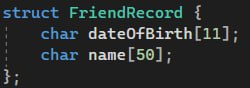 struct FriendRecord {
    char dateOfBirth[11];
    char name[50];
};